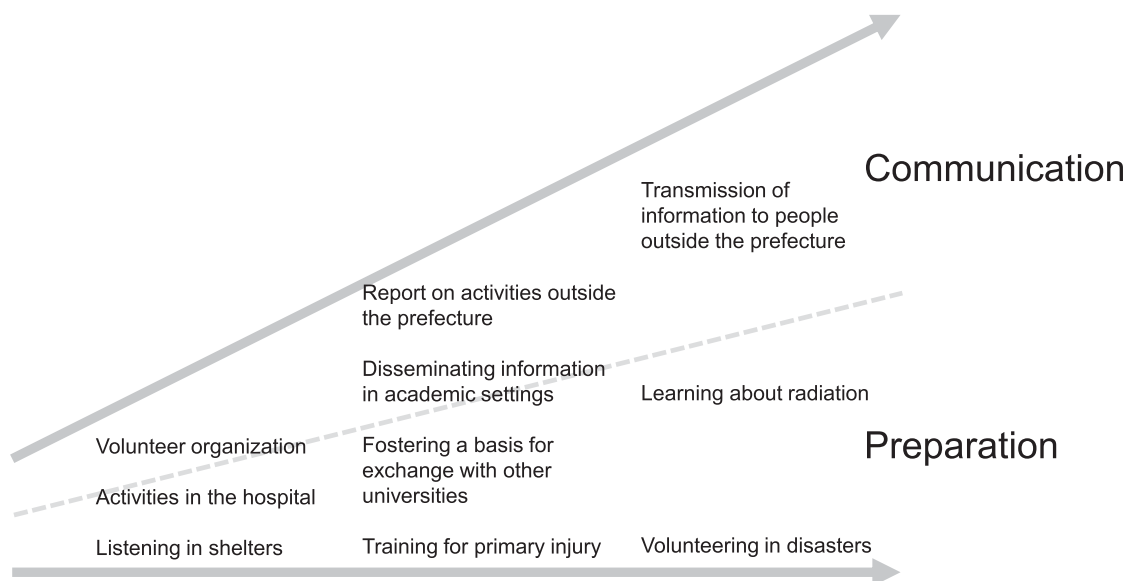 Communication
Transmission of
information to people
outside the prefecture
Report on activities outside
the prefecture
Disseminating information
in academic settings
Learning about radiation
Volunteer organization
Fostering a basis for
exchange with other
universities
Preparation
Activities in the hospital
Listening in shelters
Training for primary injury
Volunteering in disasters